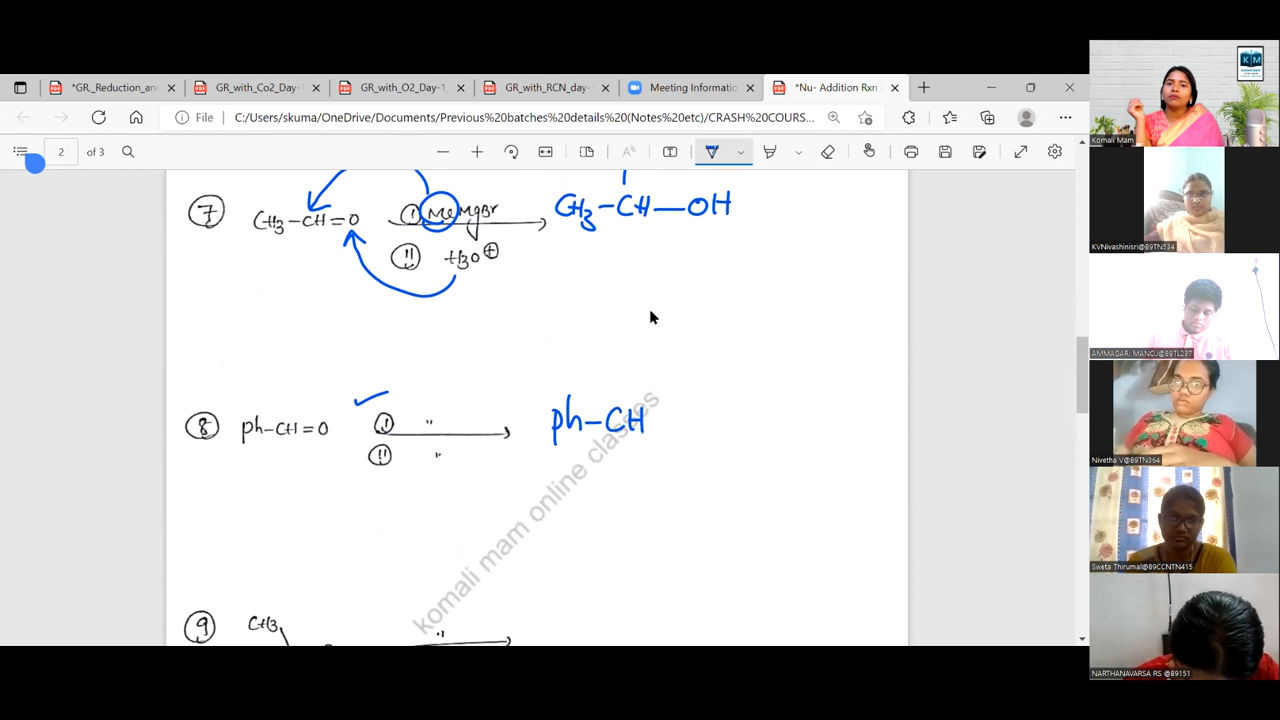 *GR_Reduction_an
GR_with_Co2_Day-
GR_with_O2_Day-1
GR_with_RCN_day-
Meeting Informatio
*Nu- Addition Rxn
File
C:/Users/skuma/OneDrive/Documents/Previous%20batches%20details%20(Notes%20etc)/CRASH%20COURS...
2 of 3
7 CH3-CH=O I MeMgBr CH3-CH-OH
II H3O⊕
8 ph-CH=O I " ph-CH
II "
komali mam online classes
9 CH3 "
KM
Komali Mam
KVNivashinisri@B9TN534
AMMAGARI MANOJ@B9TL237
Nivetha V@B9TN364
Sweta Thirumal@B9CCNTN415
NARTHANAVARSA RS @B9151